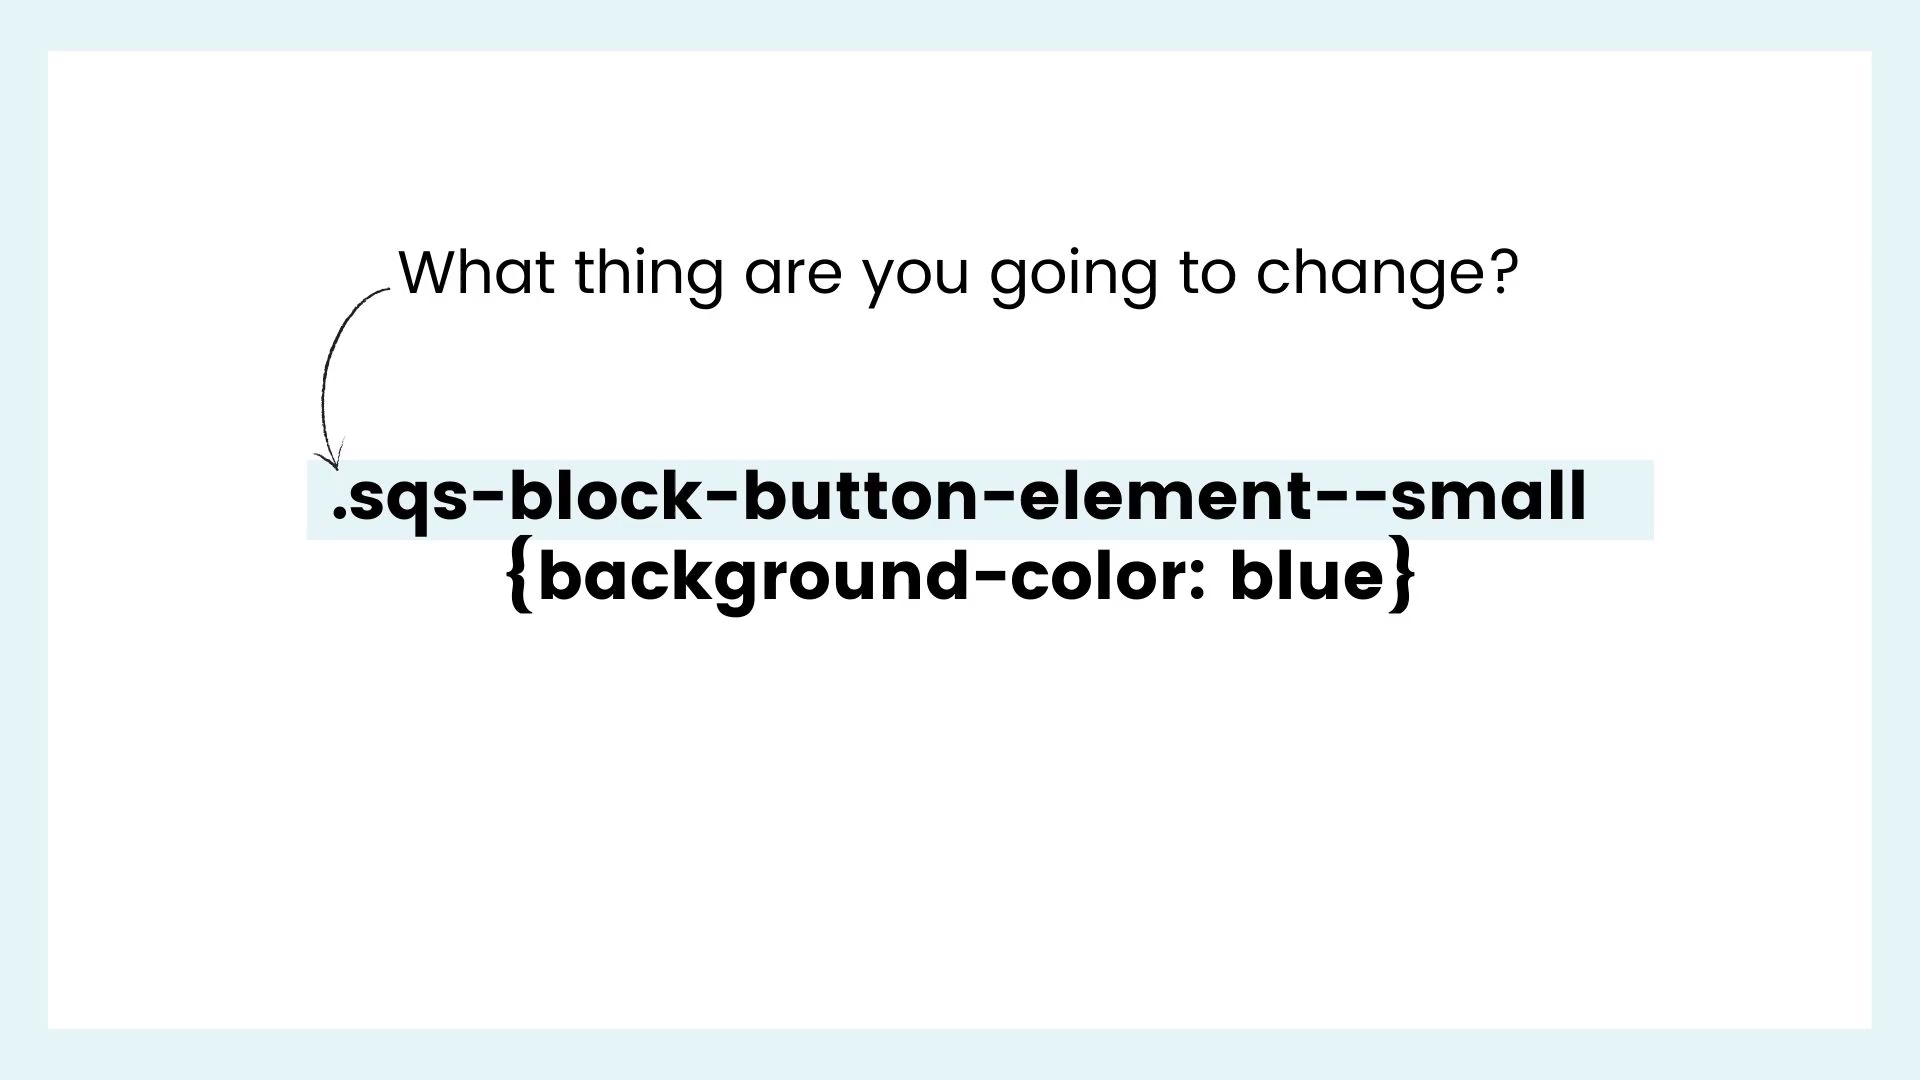 What thing are you going to change?
.sqs-block-button-element--small
{background-color: blue}